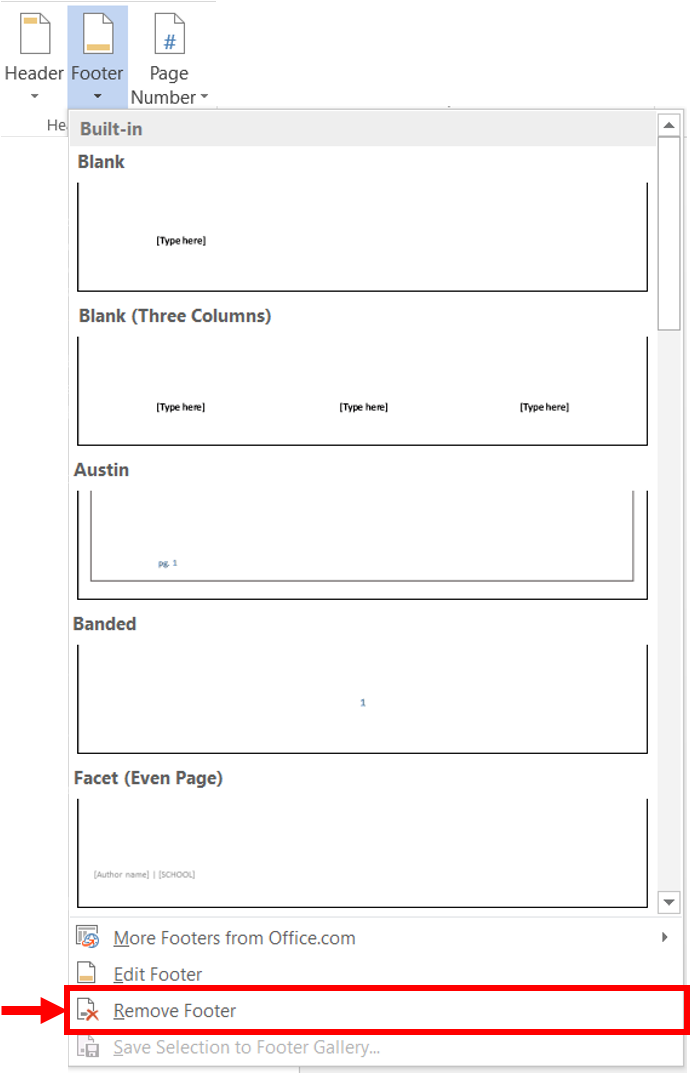 Header Footer Page
Number
He
Built-in
Blank
[Type here]
Blank (Three Columns)
[Type here] [Type here] [Type here]
Austin
pg. 1
Banded
1
Facet (Even Page)
[Author name] | [SCHOOL]
More Footers from Office.com
Edit Footer
Remove Footer
Save Selection to Footer Gallery...